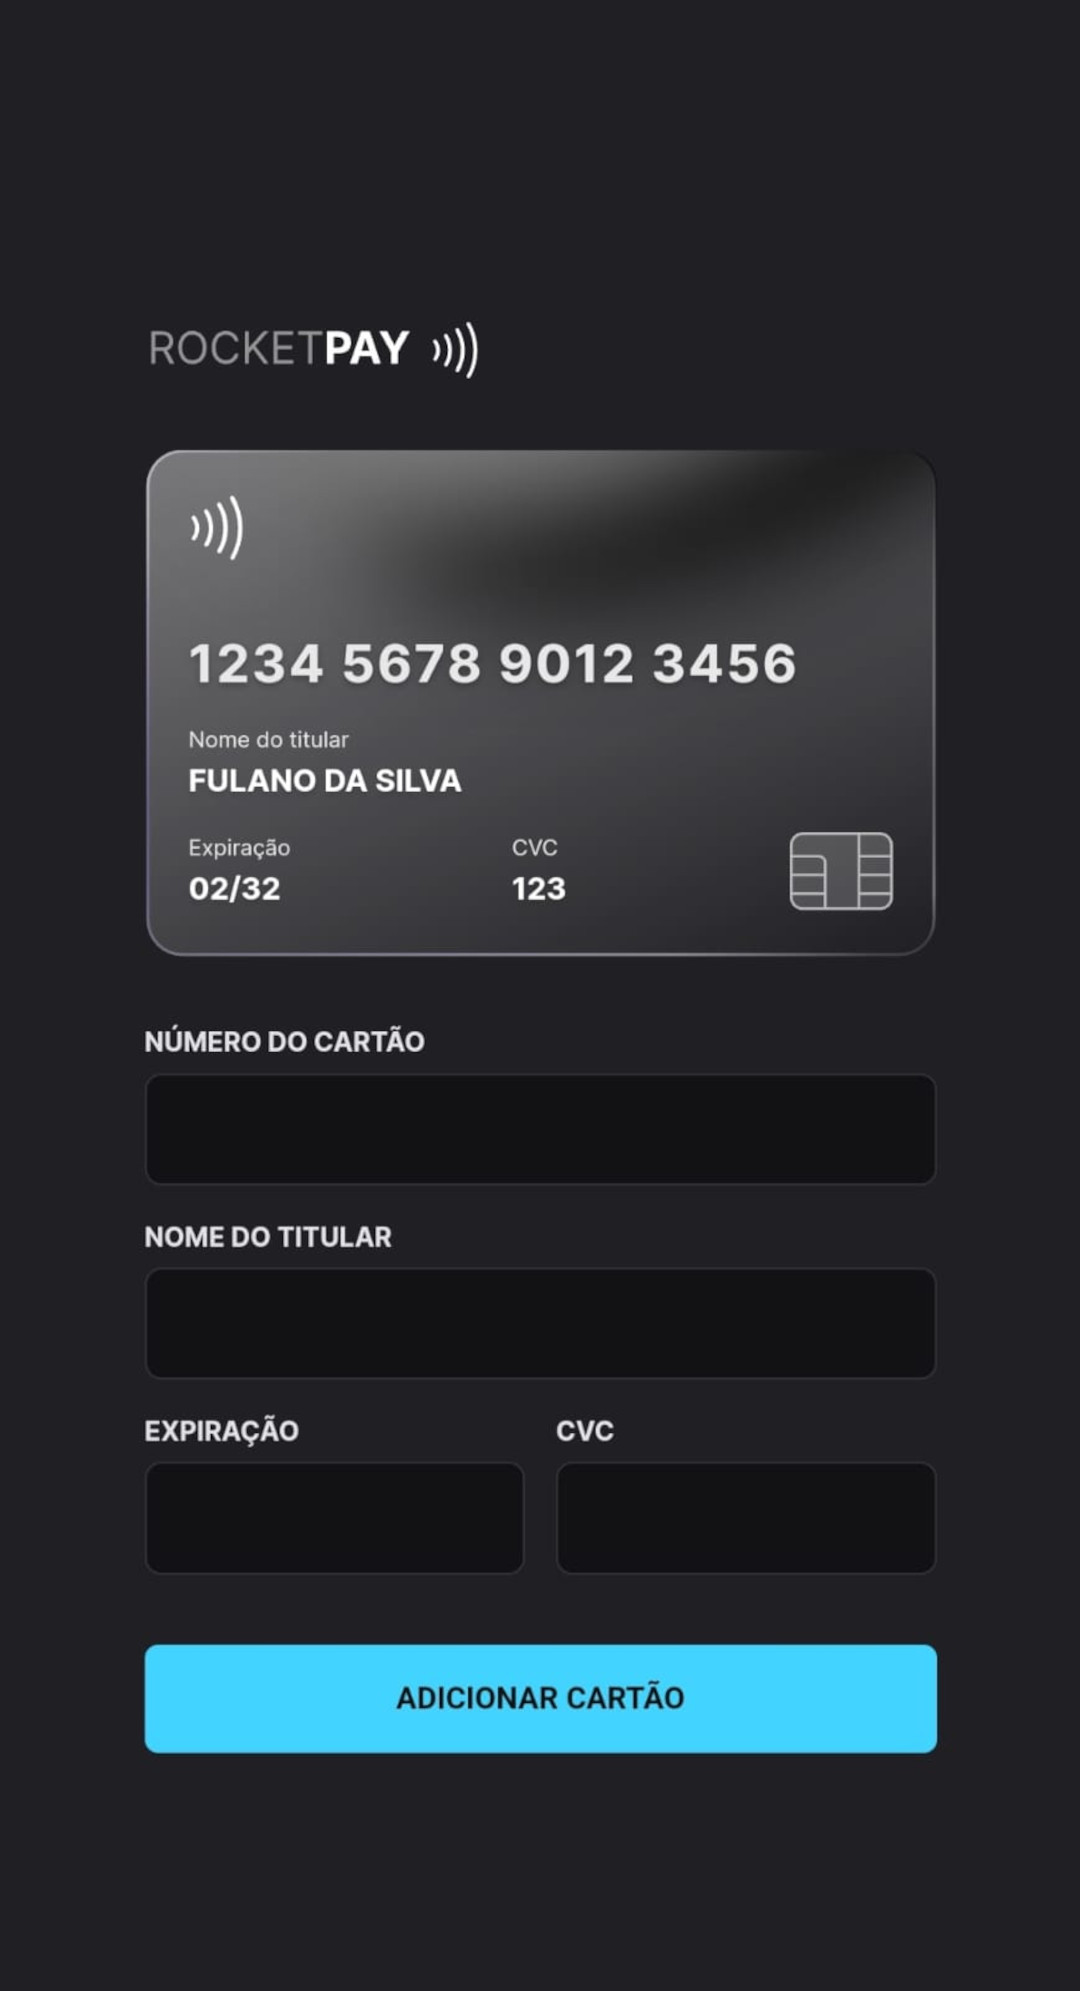 ROCKETPAY
1234 5678 9012 3456
Nome do titular
FULANO DA SILVA
Expiração CVC
02/32 123
NÚMERO DO CARTÃO
NOME DO TITULAR
EXPIRAÇÃO CVC
ADICIONAR CARTÃO